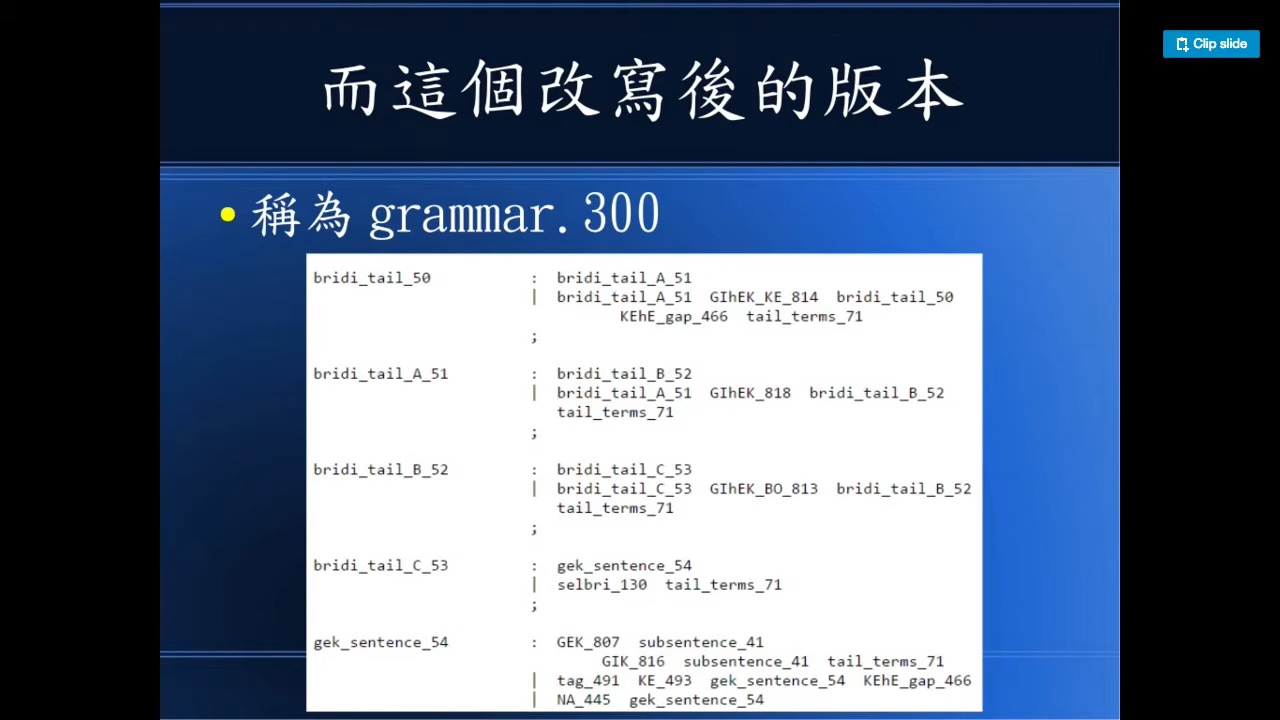 Clip slide
而這個改寫後的版本
稱為 grammar.300
bridi_tail_50 : bridi_tail_A_51
| bridi_tail_A_51 GIhEK_KE_814 bridi_tail_50
KEhE_gap_466 tail_terms_71
;
bridi_tail_A_51 : bridi_tail_B_52
| bridi_tail_A_51 GIhEK_818 bridi_tail_B_52
tail_terms_71
;
bridi_tail_B_52 : bridi_tail_C_53
| bridi_tail_C_53 GIhEK_BO_813 bridi_tail_B_52
tail_terms_71
;
bridi_tail_C_53 : gek_sentence_54
| selbri_130 tail_terms_71
;
gek_sentence_54 : GEK_807 subsentence_41
GIK_816 subsentence_41 tail_terms_71
| tag_491 KE_493 gek_sentence_54 KEhE_gap_466
| NA_445 gek_sentence_54